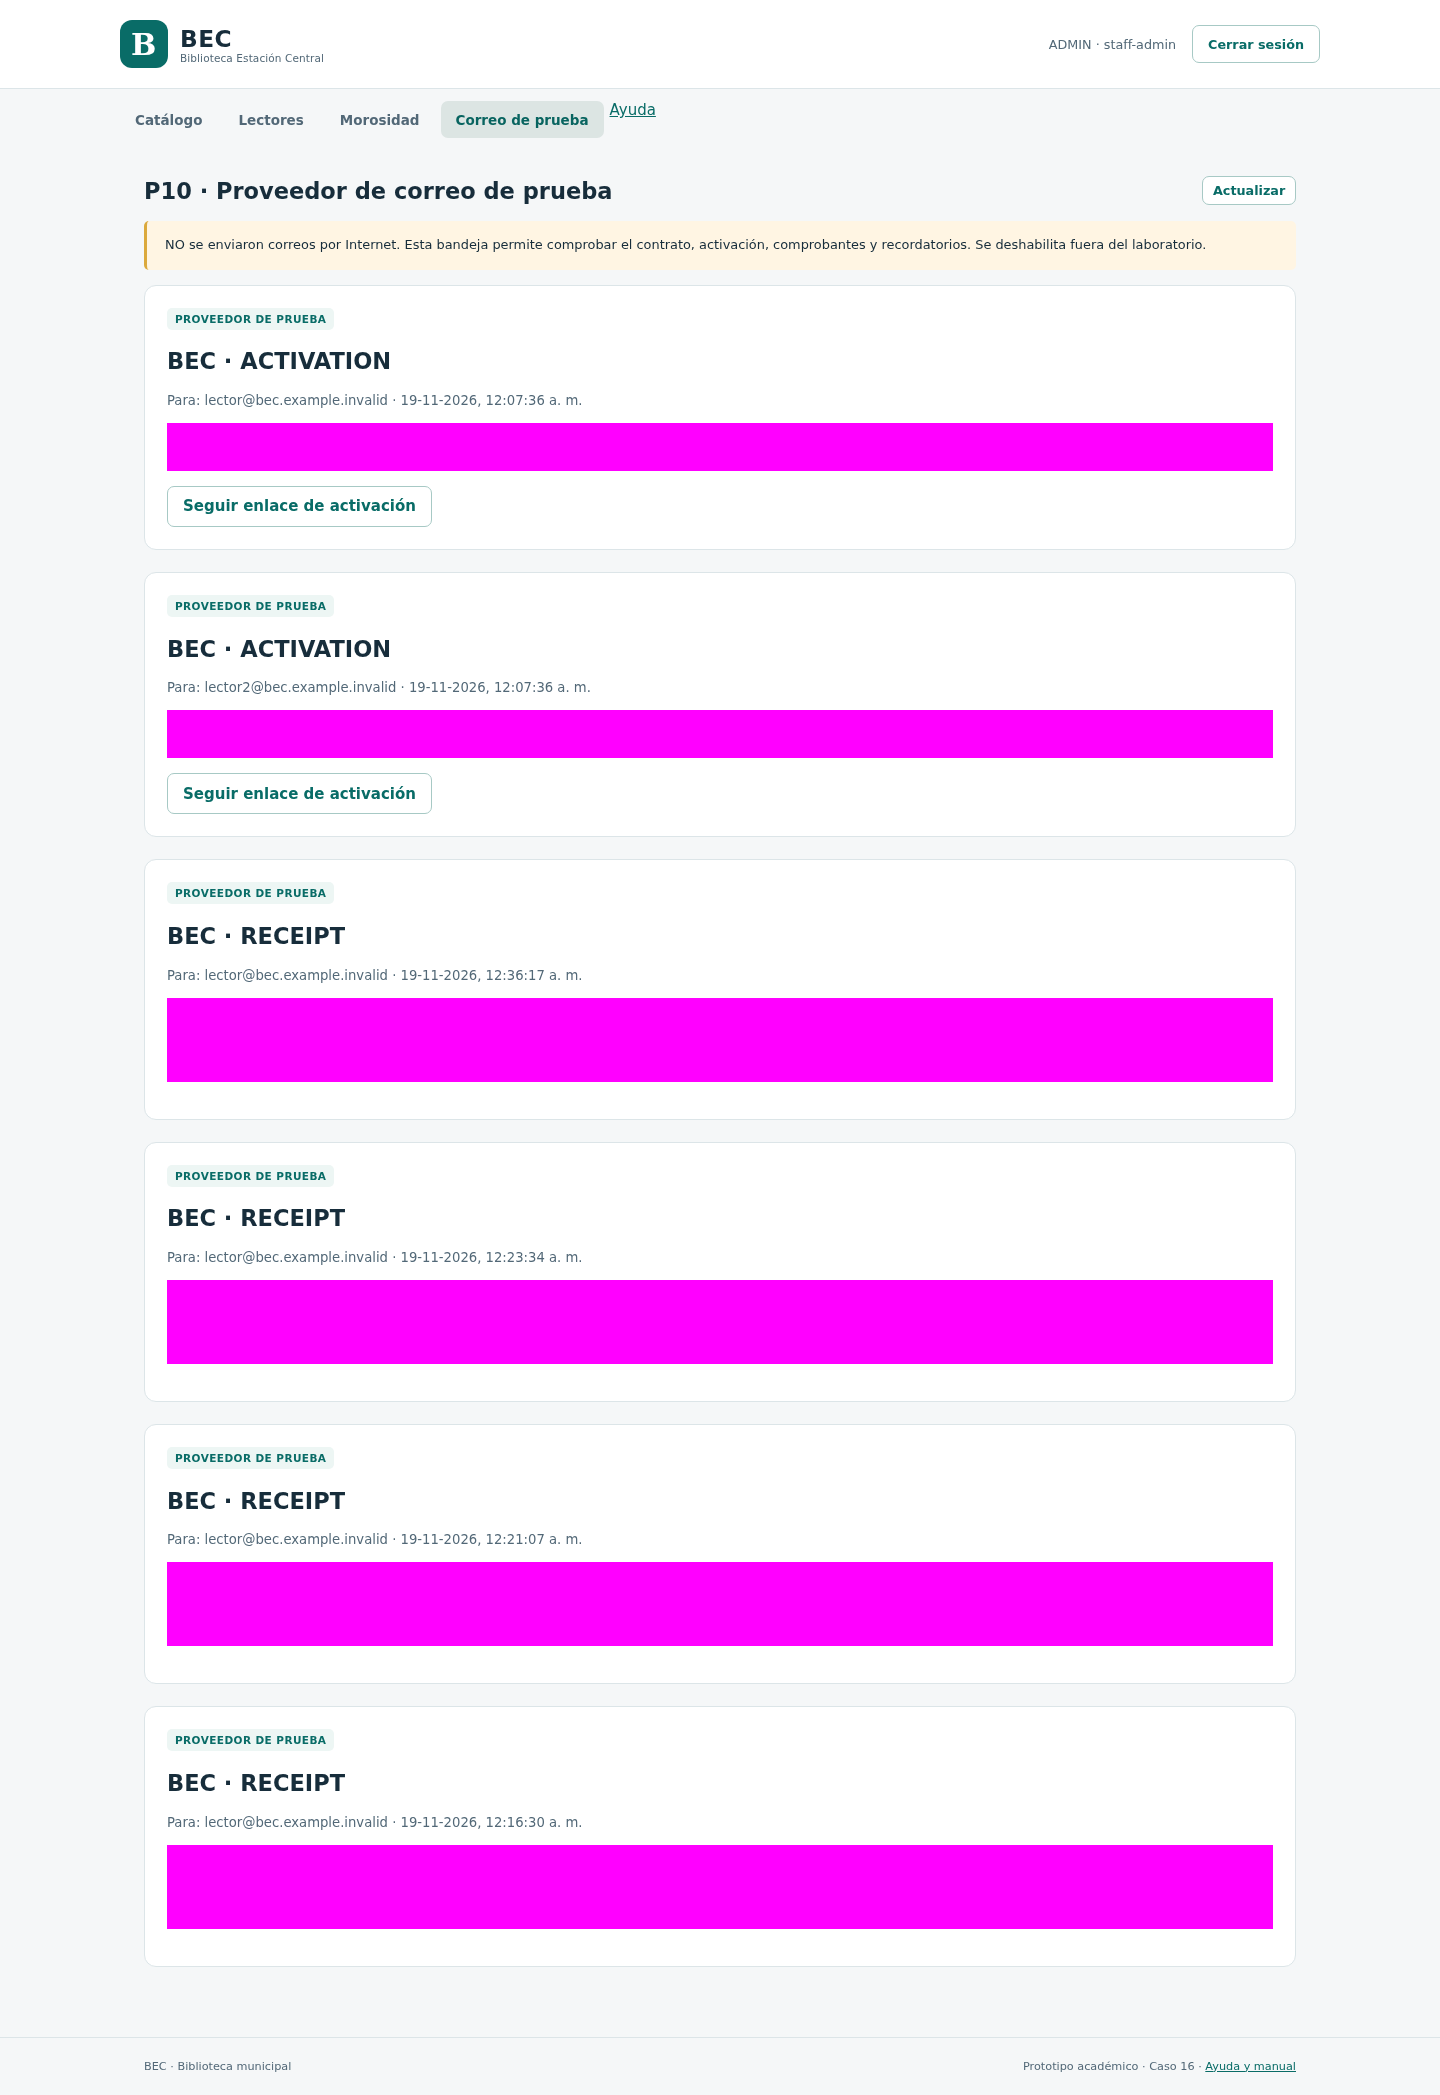 B
BEC
Biblioteca Estación Central
ADMIN · staff-admin
Cerrar sesión
Catálogo
Lectores
Morosidad
Correo de prueba
Ayuda
P10 · Proveedor de correo de prueba
Actualizar
NO se enviaron correos por Internet. Esta bandeja permite comprobar el contrato, activación, comprobantes y recordatorios. Se deshabilita fuera del laboratorio.
PROVEEDOR DE PRUEBA
BEC · ACTIVATION
Para: lector@bec.example.invalid · 19-11-2026, 12:07:36 a. m.
Seguir enlace de activación
PROVEEDOR DE PRUEBA
BEC · ACTIVATION
Para: lector2@bec.example.invalid · 19-11-2026, 12:07:36 a. m.
Seguir enlace de activación
PROVEEDOR DE PRUEBA
BEC · RECEIPT
Para: lector@bec.example.invalid · 19-11-2026, 12:36:17 a. m.
PROVEEDOR DE PRUEBA
BEC · RECEIPT
Para: lector@bec.example.invalid · 19-11-2026, 12:23:34 a. m.
PROVEEDOR DE PRUEBA
BEC · RECEIPT
Para: lector@bec.example.invalid · 19-11-2026, 12:21:07 a. m.
PROVEEDOR DE PRUEBA
BEC · RECEIPT
Para: lector@bec.example.invalid · 19-11-2026, 12:16:30 a. m.
BEC · Biblioteca municipal
Prototipo académico · Caso 16 · Ayuda y manual